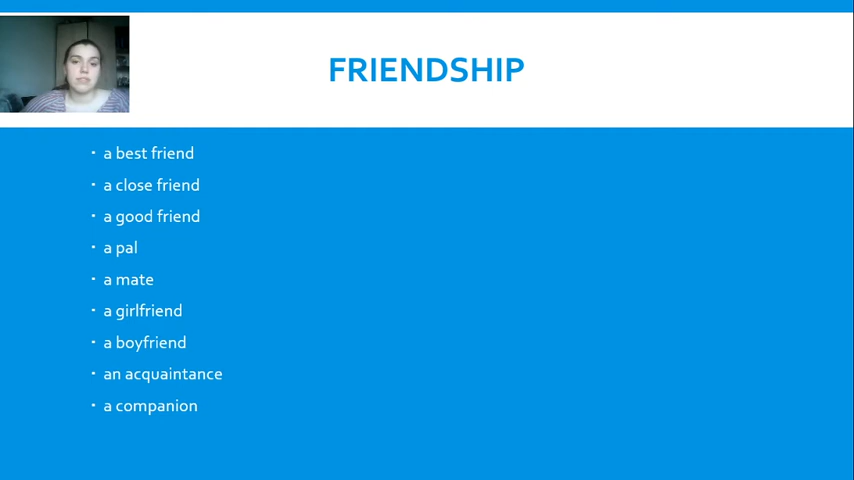 FRIENDSHIP
a best friend
a close friend
a good friend
a pal
a mate
a girlfriend
a boyfriend
an acquaintance
a companion